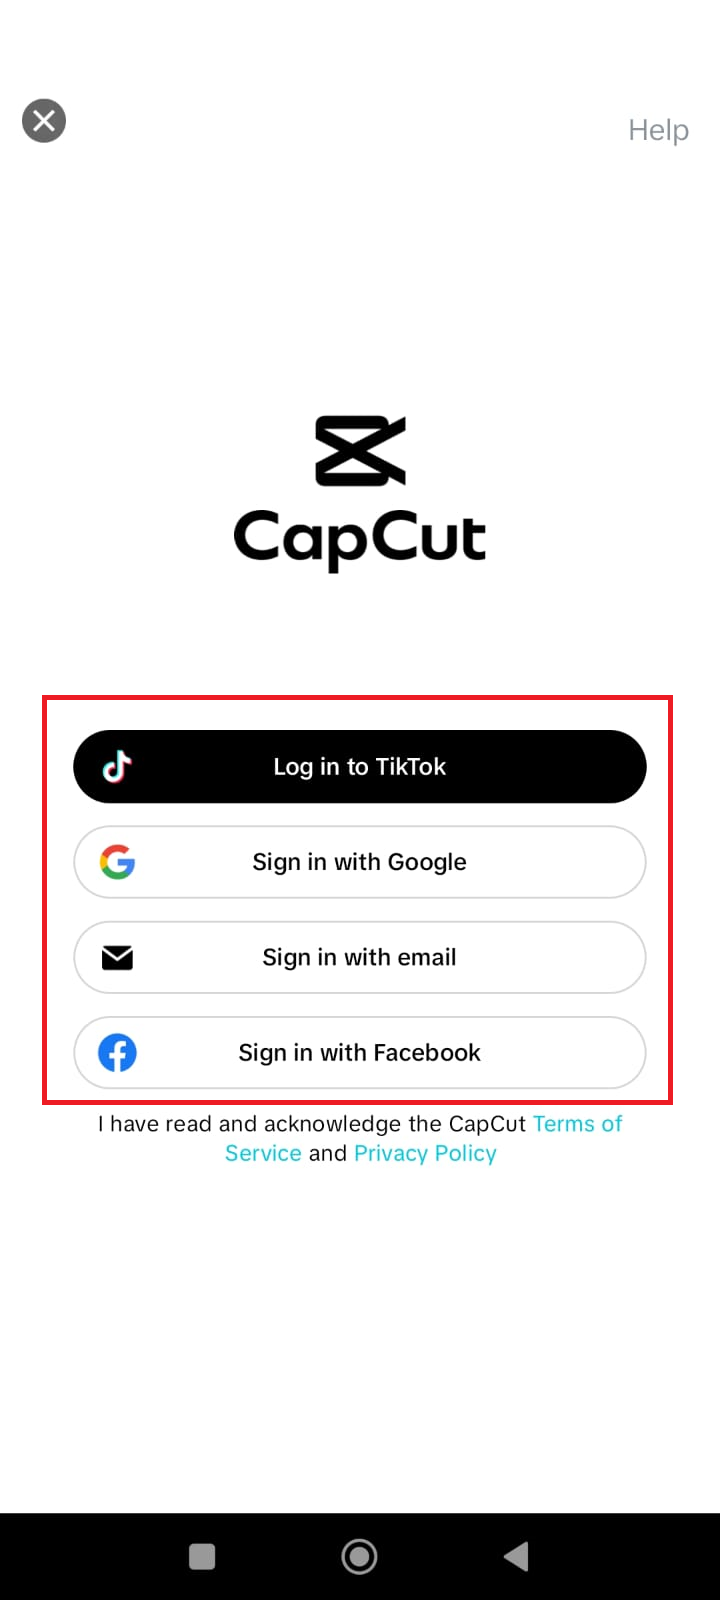 Help
CapCut
Log in to TikTok
Sign in with Google
Sign in with email
Sign in with Facebook
I have read and acknowledge the CapCut Terms of
Service and Privacy Policy